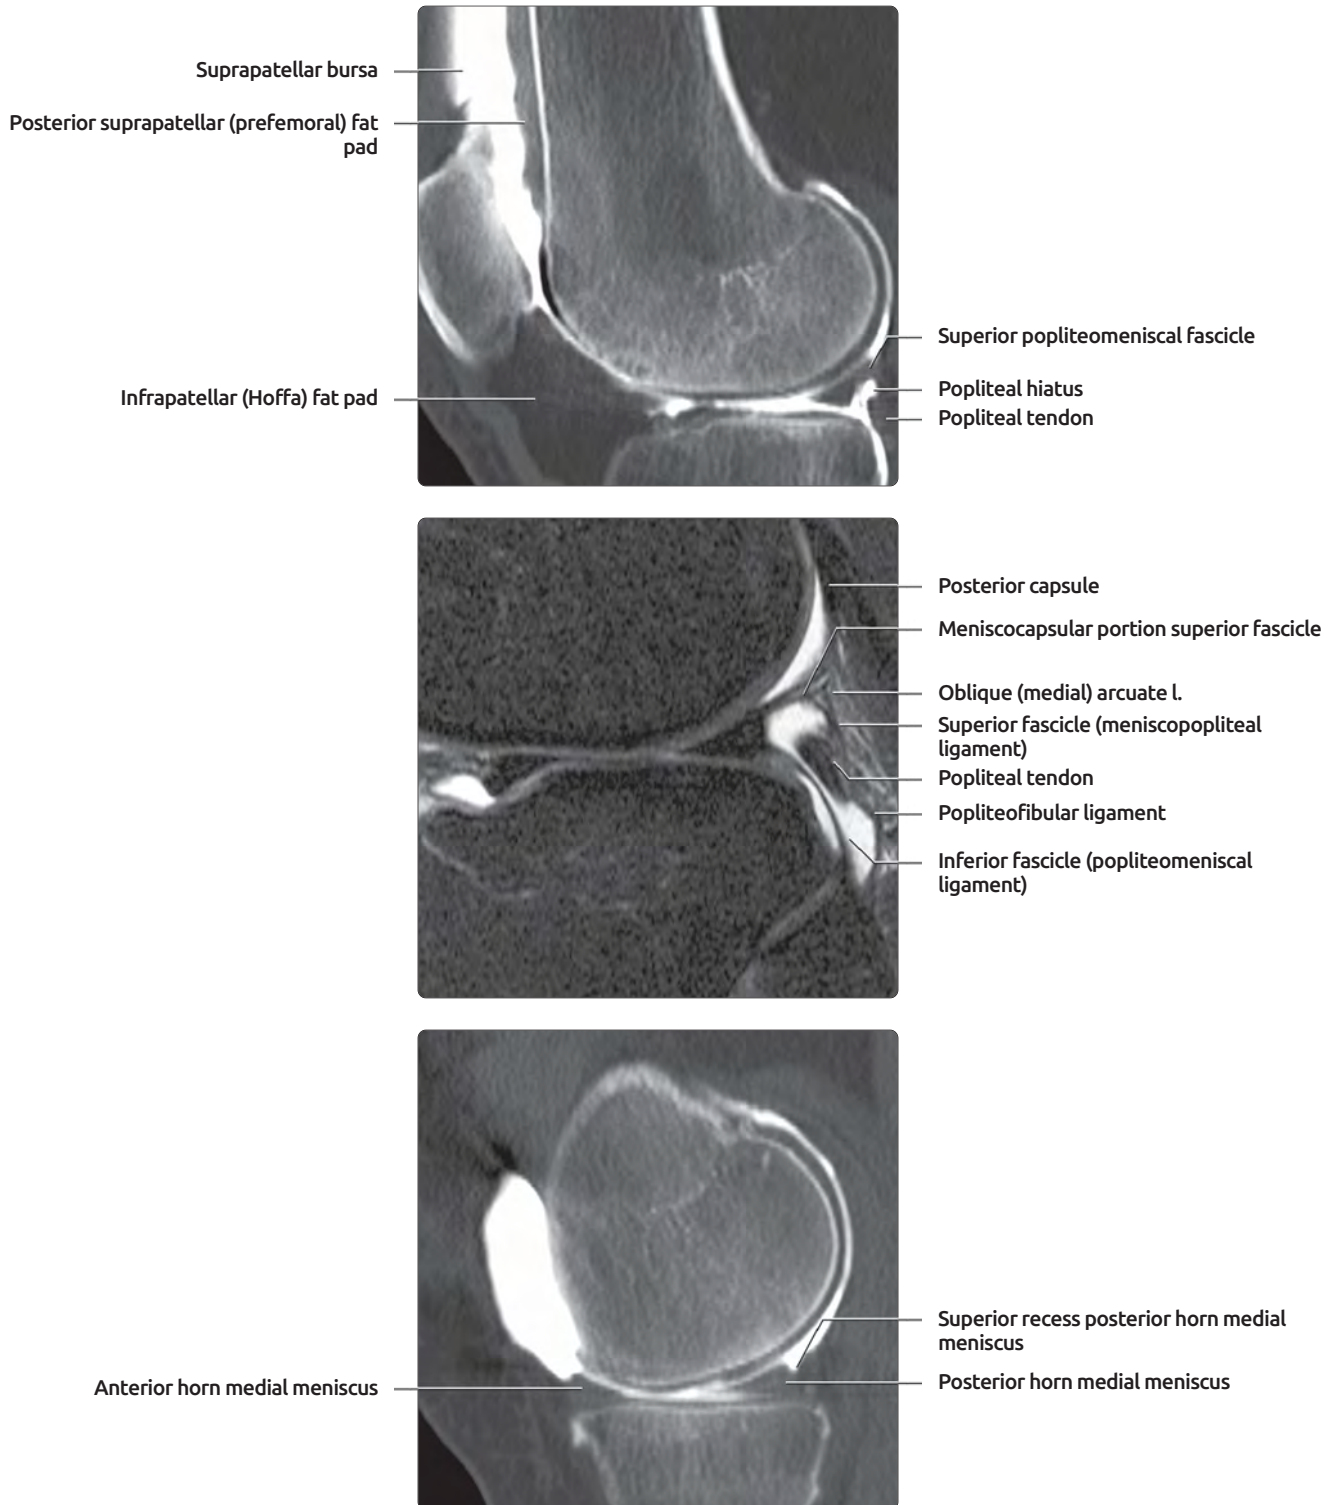 Suprapatellar bursa
Posterior suprapatellar (prefemoral) fat
pad
Infrapatellar (Hoffa) fat pad
Superior popliteomeniscal fascicle
Popliteal hiatus
Popliteal tendon
Posterior capsule
Meniscocapsular portion superior fascicle
Oblique (medial) arcuate l.
Superior fascicle (meniscopopliteal
ligament)
Popliteal tendon
Popliteofibular ligament
Inferior fascicle (popliteomeniscal
ligament)
Anterior horn medial meniscus
Superior recess posterior horn medial
meniscus
Posterior horn medial meniscus